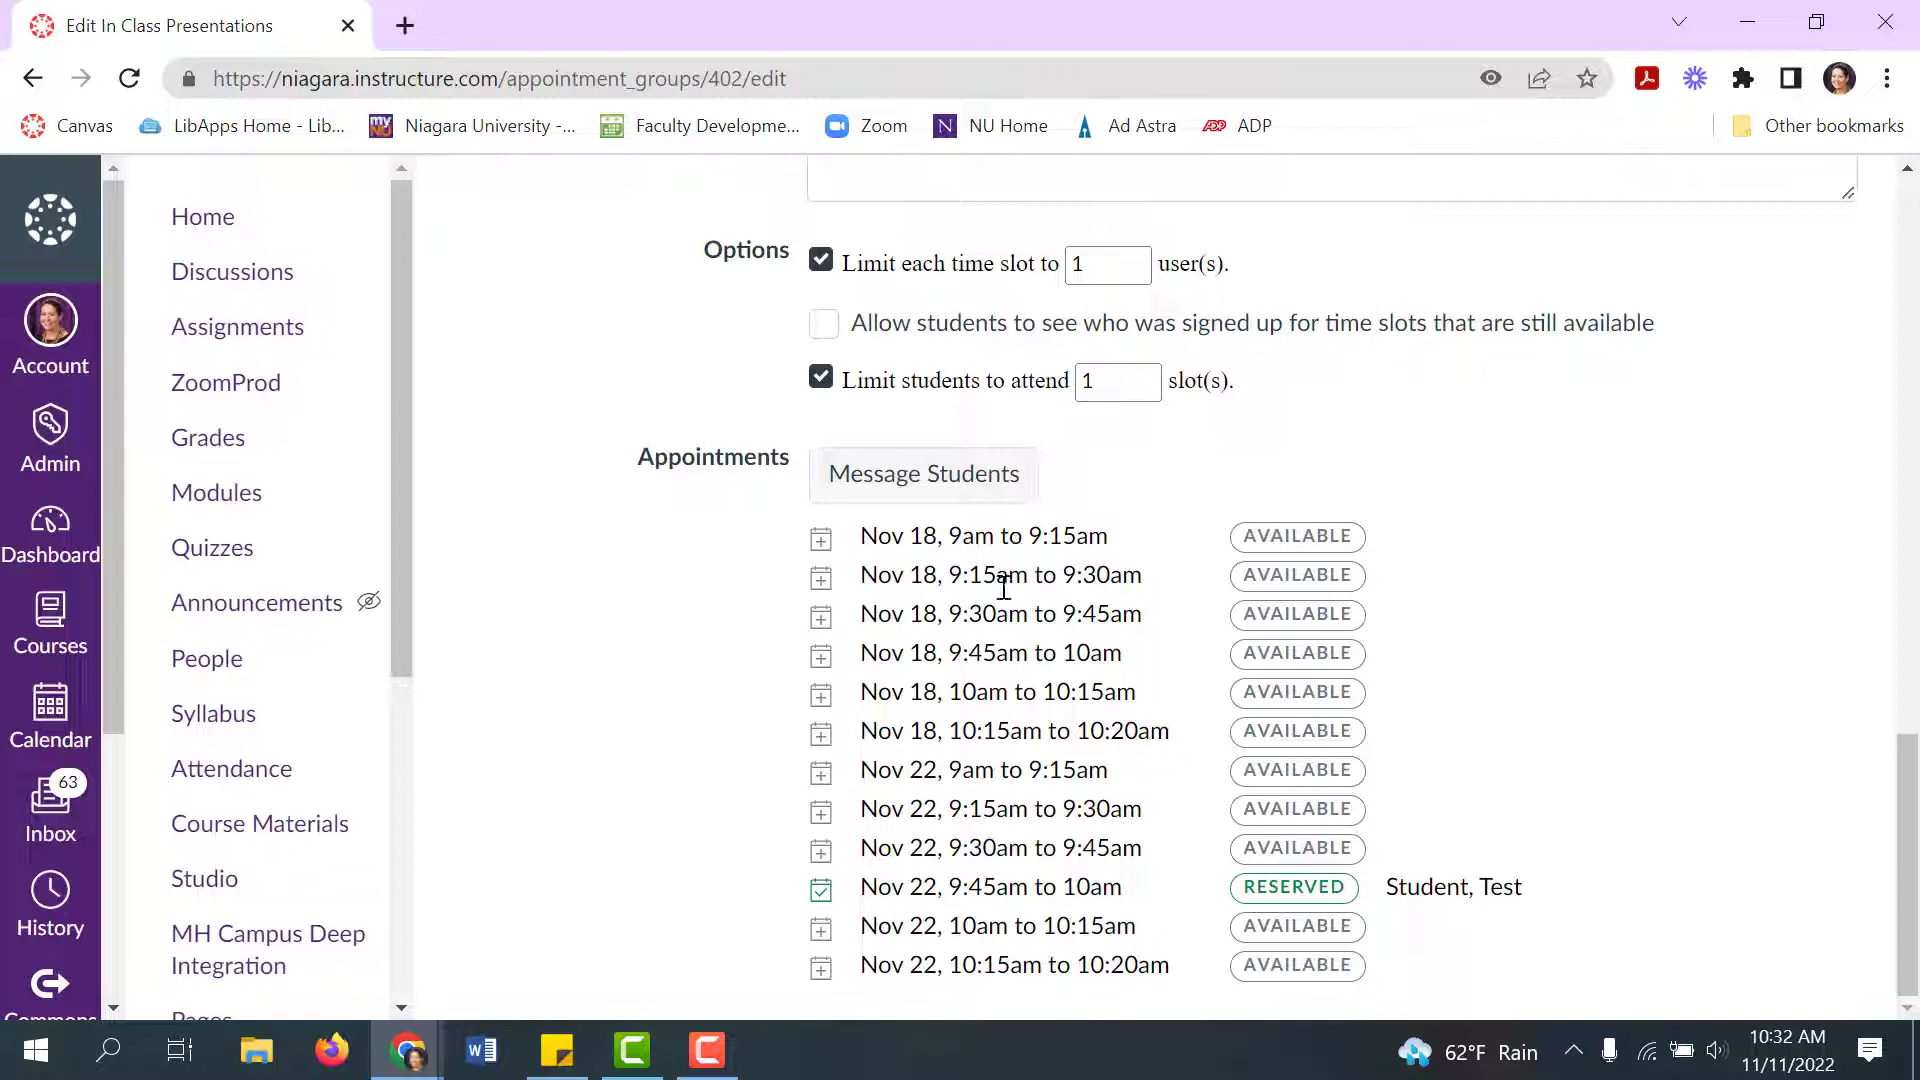 Edit In Class Presentations
https://niagara.instructure.com/appointment_groups/402/edit
Canvas
LibApps Home - Lib...
my
Niagara University -...
Faculty Developme...
Zoom
N
NU Home
Ad Astra
ADP
ADP
Other bookmarks
Account
Admin
Dashboard
Courses
Calendar
63
Inbox
History
Commons
Home
Discussions
Assignments
ZoomProd
Grades
Modules
Quizzes
Announcements
People
Syllabus
Attendance
Course Materials
Studio
MH Campus Deep
Integration
Pages
Options
Limit each time slot to 1 user(s).
Allow students to see who was signed up for time slots that are still available
Limit students to attend 1 slot(s).
Appointments
Message Students
Nov 18, 9am to 9:15am AVAILABLE
Nov 18, 9:15am to 9:30am AVAILABLE
Nov 18, 9:30am to 9:45am AVAILABLE
Nov 18, 9:45am to 10am AVAILABLE
Nov 18, 10am to 10:15am AVAILABLE
Nov 18, 10:15am to 10:20am AVAILABLE
Nov 22, 9am to 9:15am AVAILABLE
Nov 22, 9:15am to 9:30am AVAILABLE
Nov 22, 9:30am to 9:45am AVAILABLE
Nov 22, 9:45am to 10am RESERVED Student, Test
Nov 22, 10am to 10:15am AVAILABLE
Nov 22, 10:15am to 10:20am AVAILABLE
62°F Rain
10:32 AM
11/11/2022